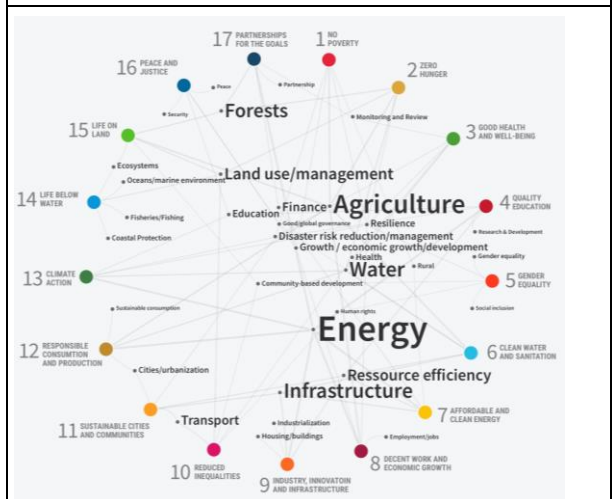 17 PARTNERSHIPS
FOR THE GOALS
1 NO
POVERTY
16 PEACE AND
JUSTICE
2 ZERO
HUNGER
Peace
Partnership
Forests
Security
Monitoring and Review
15 LIFE ON
LAND
3 GOOD HEALTH
AND WELL-BEING
Ecosystems
Land use/management
Oceans/marine environment
14 LIFE BELOW
WATER
Finance
Agriculture
4 QUALITY
EDUCATION
Education
Fisheries/Fishing
Good/global governance
Resilience
Coastal Protection
Disaster risk reduction/management
Research & Development
Growth / economic growth/development
Health
Gender equality
13 CLIMATE
ACTION
Water
Rural
5 GENDER
EQUALITY
Community-based development
Sustainable consumption
Human rights
Social inclusion
Energy
12 RESPONSIBLE
CONSUMTION
AND PRODUCTION
6 CLEAN WATER
AND SANITATION
Cities/urbanization
Ressource efficiency
Infrastructure
11 SUSTAINABLE CITIES
AND COMMUNITIES
Transport
Industrialization
7 AFFORDABLE AND
CLEAN ENERGY
Housing/buildings
Employment/jobs
10 REDUCED
INEQUALITIES
9 INDUSTRY, INNOVATOIN
AND INFRASTRUCTURE
8 DECENT WORK AND
ECONOMIC GROWTH